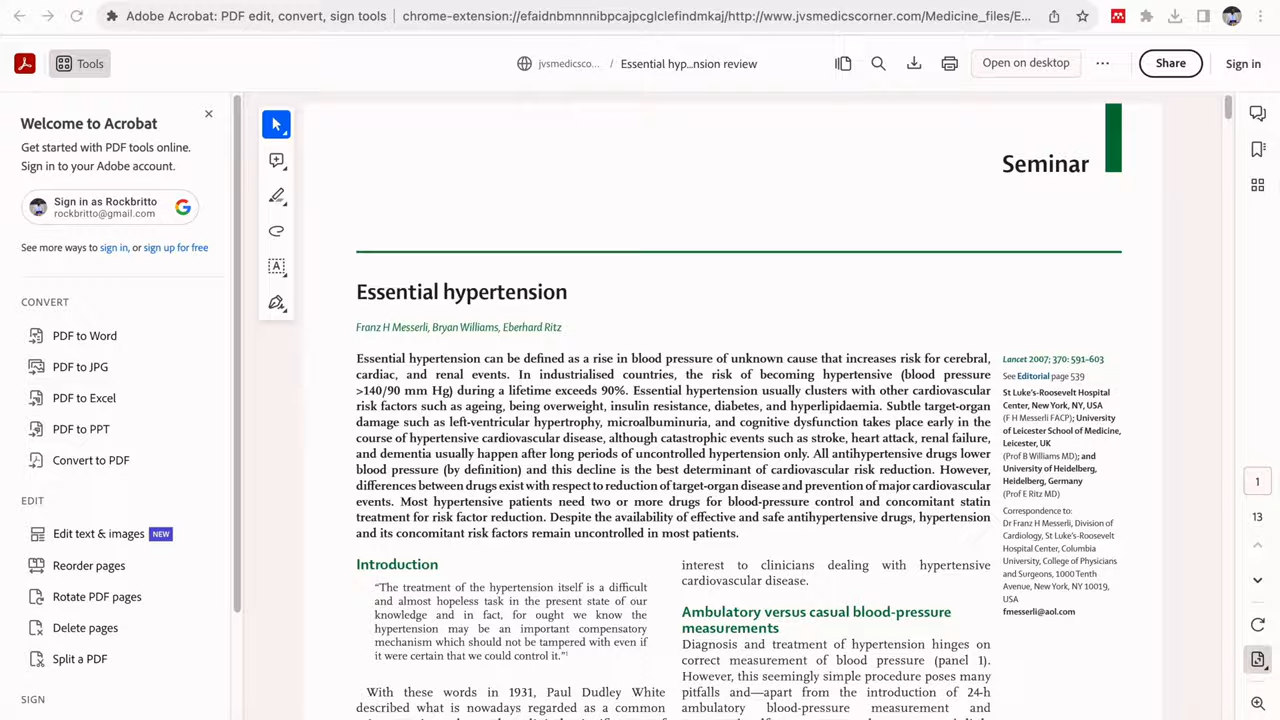 Adobe Acrobat: PDF edit, convert, sign tools
chrome-extension://efaidnbmnnnibpcajpcglclefindmkaj/http://www.jvsmedicscorner.com/Medicine_files/E...
Tools
jvsmedicsco...
/
Essential hyp...nsion review
Open on desktop
Share
Sign in
Welcome to Acrobat
Get started with PDF tools online.
Sign in to your Adobe account.
Sign in as Rockbritto
rockbritto@gmail.com
See more ways to sign in, or sign up for free
CONVERT
PDF to Word
PDF to JPG
PDF to Excel
PDF to PPT
Convert to PDF
EDIT
Edit text & images NEW
Reorder pages
Rotate PDF pages
Delete pages
Split a PDF
SIGN
Seminar
Essential hypertension
Franz H Messerli, Bryan Williams, Eberhard Ritz
Essential hypertension can be defined as a rise in blood pressure of unknown cause that increases risk for cerebral,
cardiac, and renal events. In industrialised countries, the risk of becoming hypertensive (blood pressure
>140/90 mm Hg) during a lifetime exceeds 90%. Essential hypertension usually clusters with other cardiovascular
risk factors such as ageing, being overweight, insulin resistance, diabetes, and hyperlipidaemia. Subtle target-organ
damage such as left-ventricular hypertrophy, microalbuminuria, and cognitive dysfunction takes place early in the
course of hypertensive cardiovascular disease, although catastrophic events such as stroke, heart attack, renal failure,
and dementia usually happen after long periods of uncontrolled hypertension only. All antihypertensive drugs lower
blood pressure (by definition) and this decline is the best determinant of cardiovascular risk reduction. However,
differences between drugs exist with respect to reduction of target-organ disease and prevention of major cardiovascular
events. Most hypertensive patients need two or more drugs for blood-pressure control and concomitant statin
treatment for risk factor reduction. Despite the availability of effective and safe antihypertensive drugs, hypertension
and its concomitant risk factors remain uncontrolled in most patients.
Introduction
"The treatment of the hypertension itself is a difficult
and almost hopeless task in the present state of our
knowledge and in fact, for ought we know the
hypertension may be an important compensatory
mechanism which should not be tampered with even if
it were certain that we could control it."1
With these words in 1931, Paul Dudley White
described what is nowadays regarded as a common
interest to clinicians dealing with hypertensive
cardiovascular disease.
Ambulatory versus casual blood-pressure
measurements
Diagnosis and treatment of hypertension hinges on
correct measurement of blood pressure (panel 1).
However, this seemingly simple procedure poses many
pitfalls and—apart from the introduction of 24-h
ambulatory blood-pressure measurement and
Lancet 2007; 370: 591–603
See Editorial page 539
St Luke's-Roosevelt Hospital
Center, New York, NY, USA
(F H Messerli FACP); University
of Leicester School of Medicine,
Leicester, UK
(Prof B Williams MD); and
University of Heidelberg,
Heidelberg, Germany
(Prof E Ritz MD)
Correspondence to:
Dr Franz H Messerli, Division of
Cardiology, St Luke's-Roosevelt
Hospital Center, Columbia
University, College of Physicians
and Surgeons, 1000 Tenth
Avenue, New York, NY 10019,
USA
fmesserli@aol.com
1
13